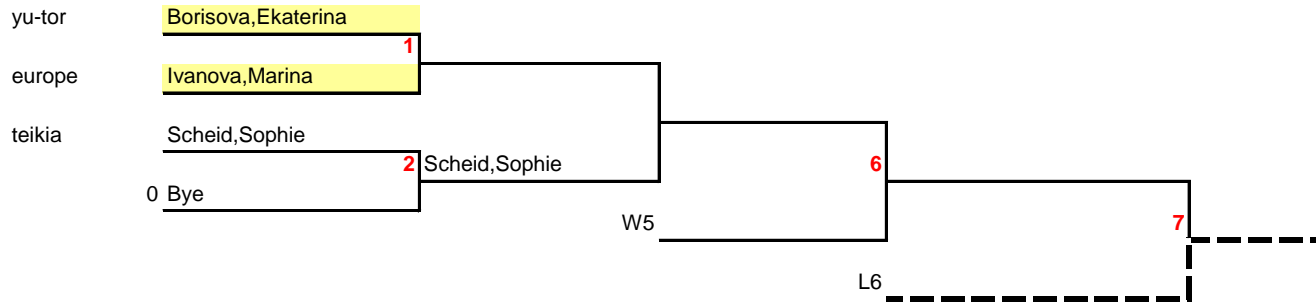 yu-tor Borisova,Ekaterina
1
europe Ivanova,Marina
teikia Scheid,Sophie
2 Scheid,Sophie 6
0 Bye
W5 7
L6